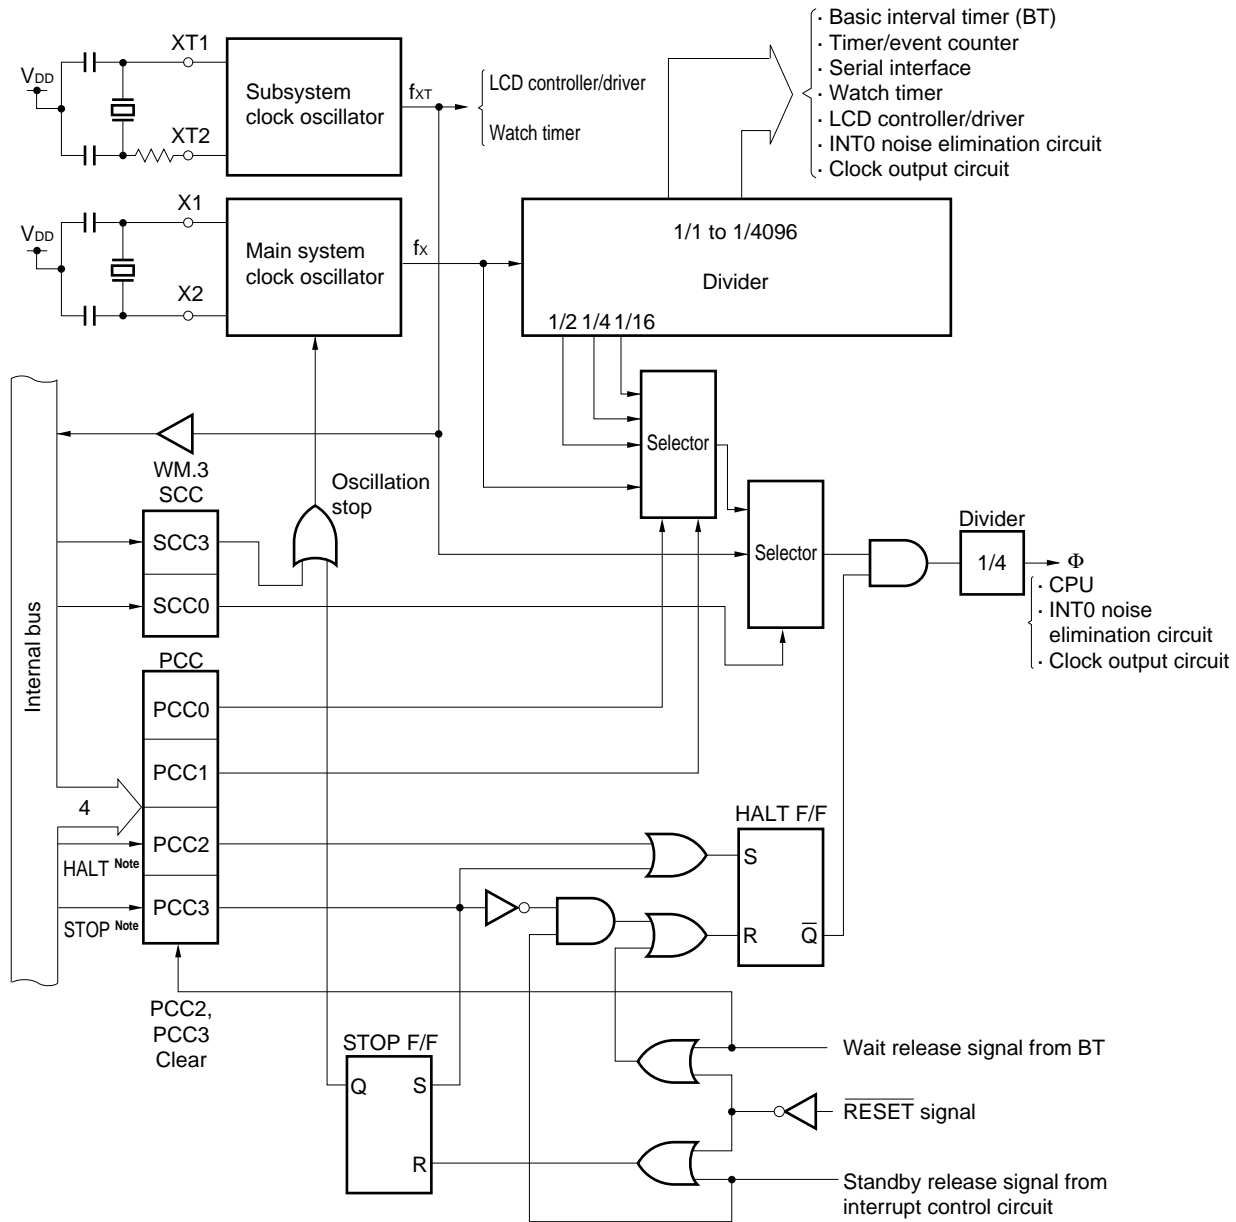 · Basic interval timer (BT)
· Timer/event counter
· Serial interface
· Watch timer
· LCD controller/driver
· INT0 noise elimination circuit
· Clock output circuit
XT1
VDD
XT2
Subsystem
clock oscillator
fXT
LCD controller/driver
Watch timer
X1
VDD
X2
Main system
clock oscillator
fX
1/1 to 1/4096
Divider
1/2 1/4 1/16
Selector
Selector
WM.3
SCC
Oscillation
stop
SCC3
SCC0
Internal bus
Divider
1/4
Φ
· CPU
· INT0 noise
elimination circuit
· Clock output circuit
PCC
PCC0
PCC1
4
PCC2
HALT Note
PCC3
STOP Note
HALT F/F
S
R
Q̅
PCC2,
PCC3
Clear
STOP F/F
Q
S
R
Wait release signal from BT
R̅E̅S̅E̅T̅ signal
Standby release signal from
interrupt control circuit